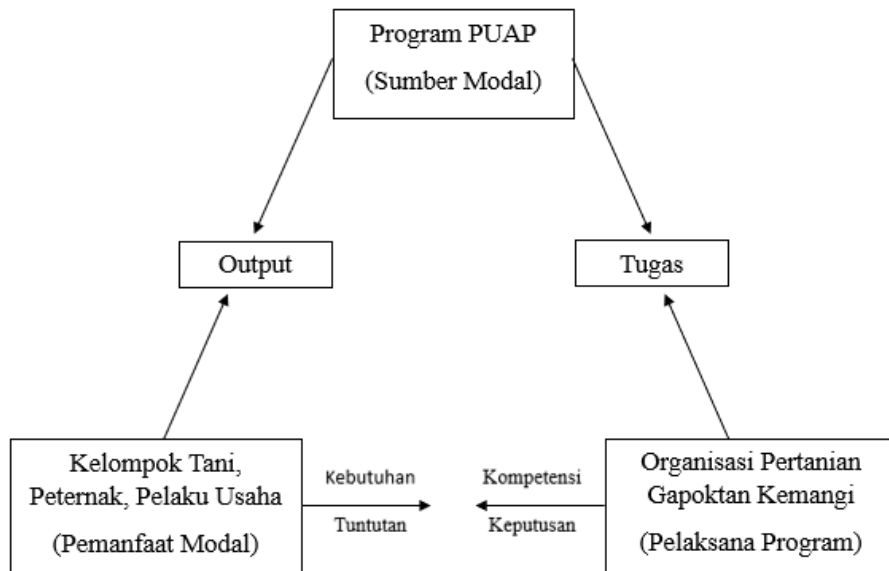 Program PUAP
(Sumber Modal)
Output
Tugas
Kelompok Tani,
Peternak, Pelaku Usaha
(Pemanfaat Modal)
Kebutuhan
Tuntutan
Kompetensi
Keputusan
Organisasi Pertanian
Gapoktan Kemangi
(Pelaksana Program)